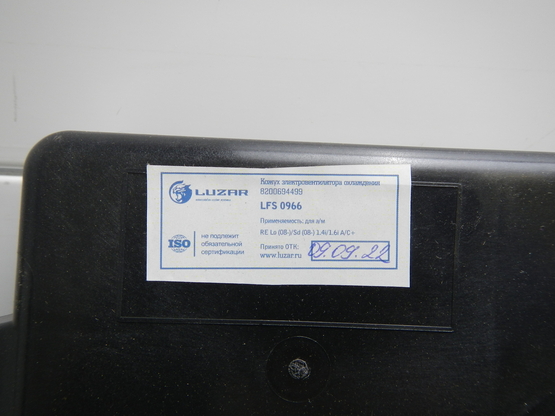 LUZAR
Кожух электровентилятора охлаждения
8200694499
LFS 0966
Применяемость: для а/м
RE Lo (08-)/Sd (08-) 1.4i/1.6i A/C+
ISO
не подлежит
обязательной
сертификации
Принято ОТК:
www.luzar.ru
09.09.22